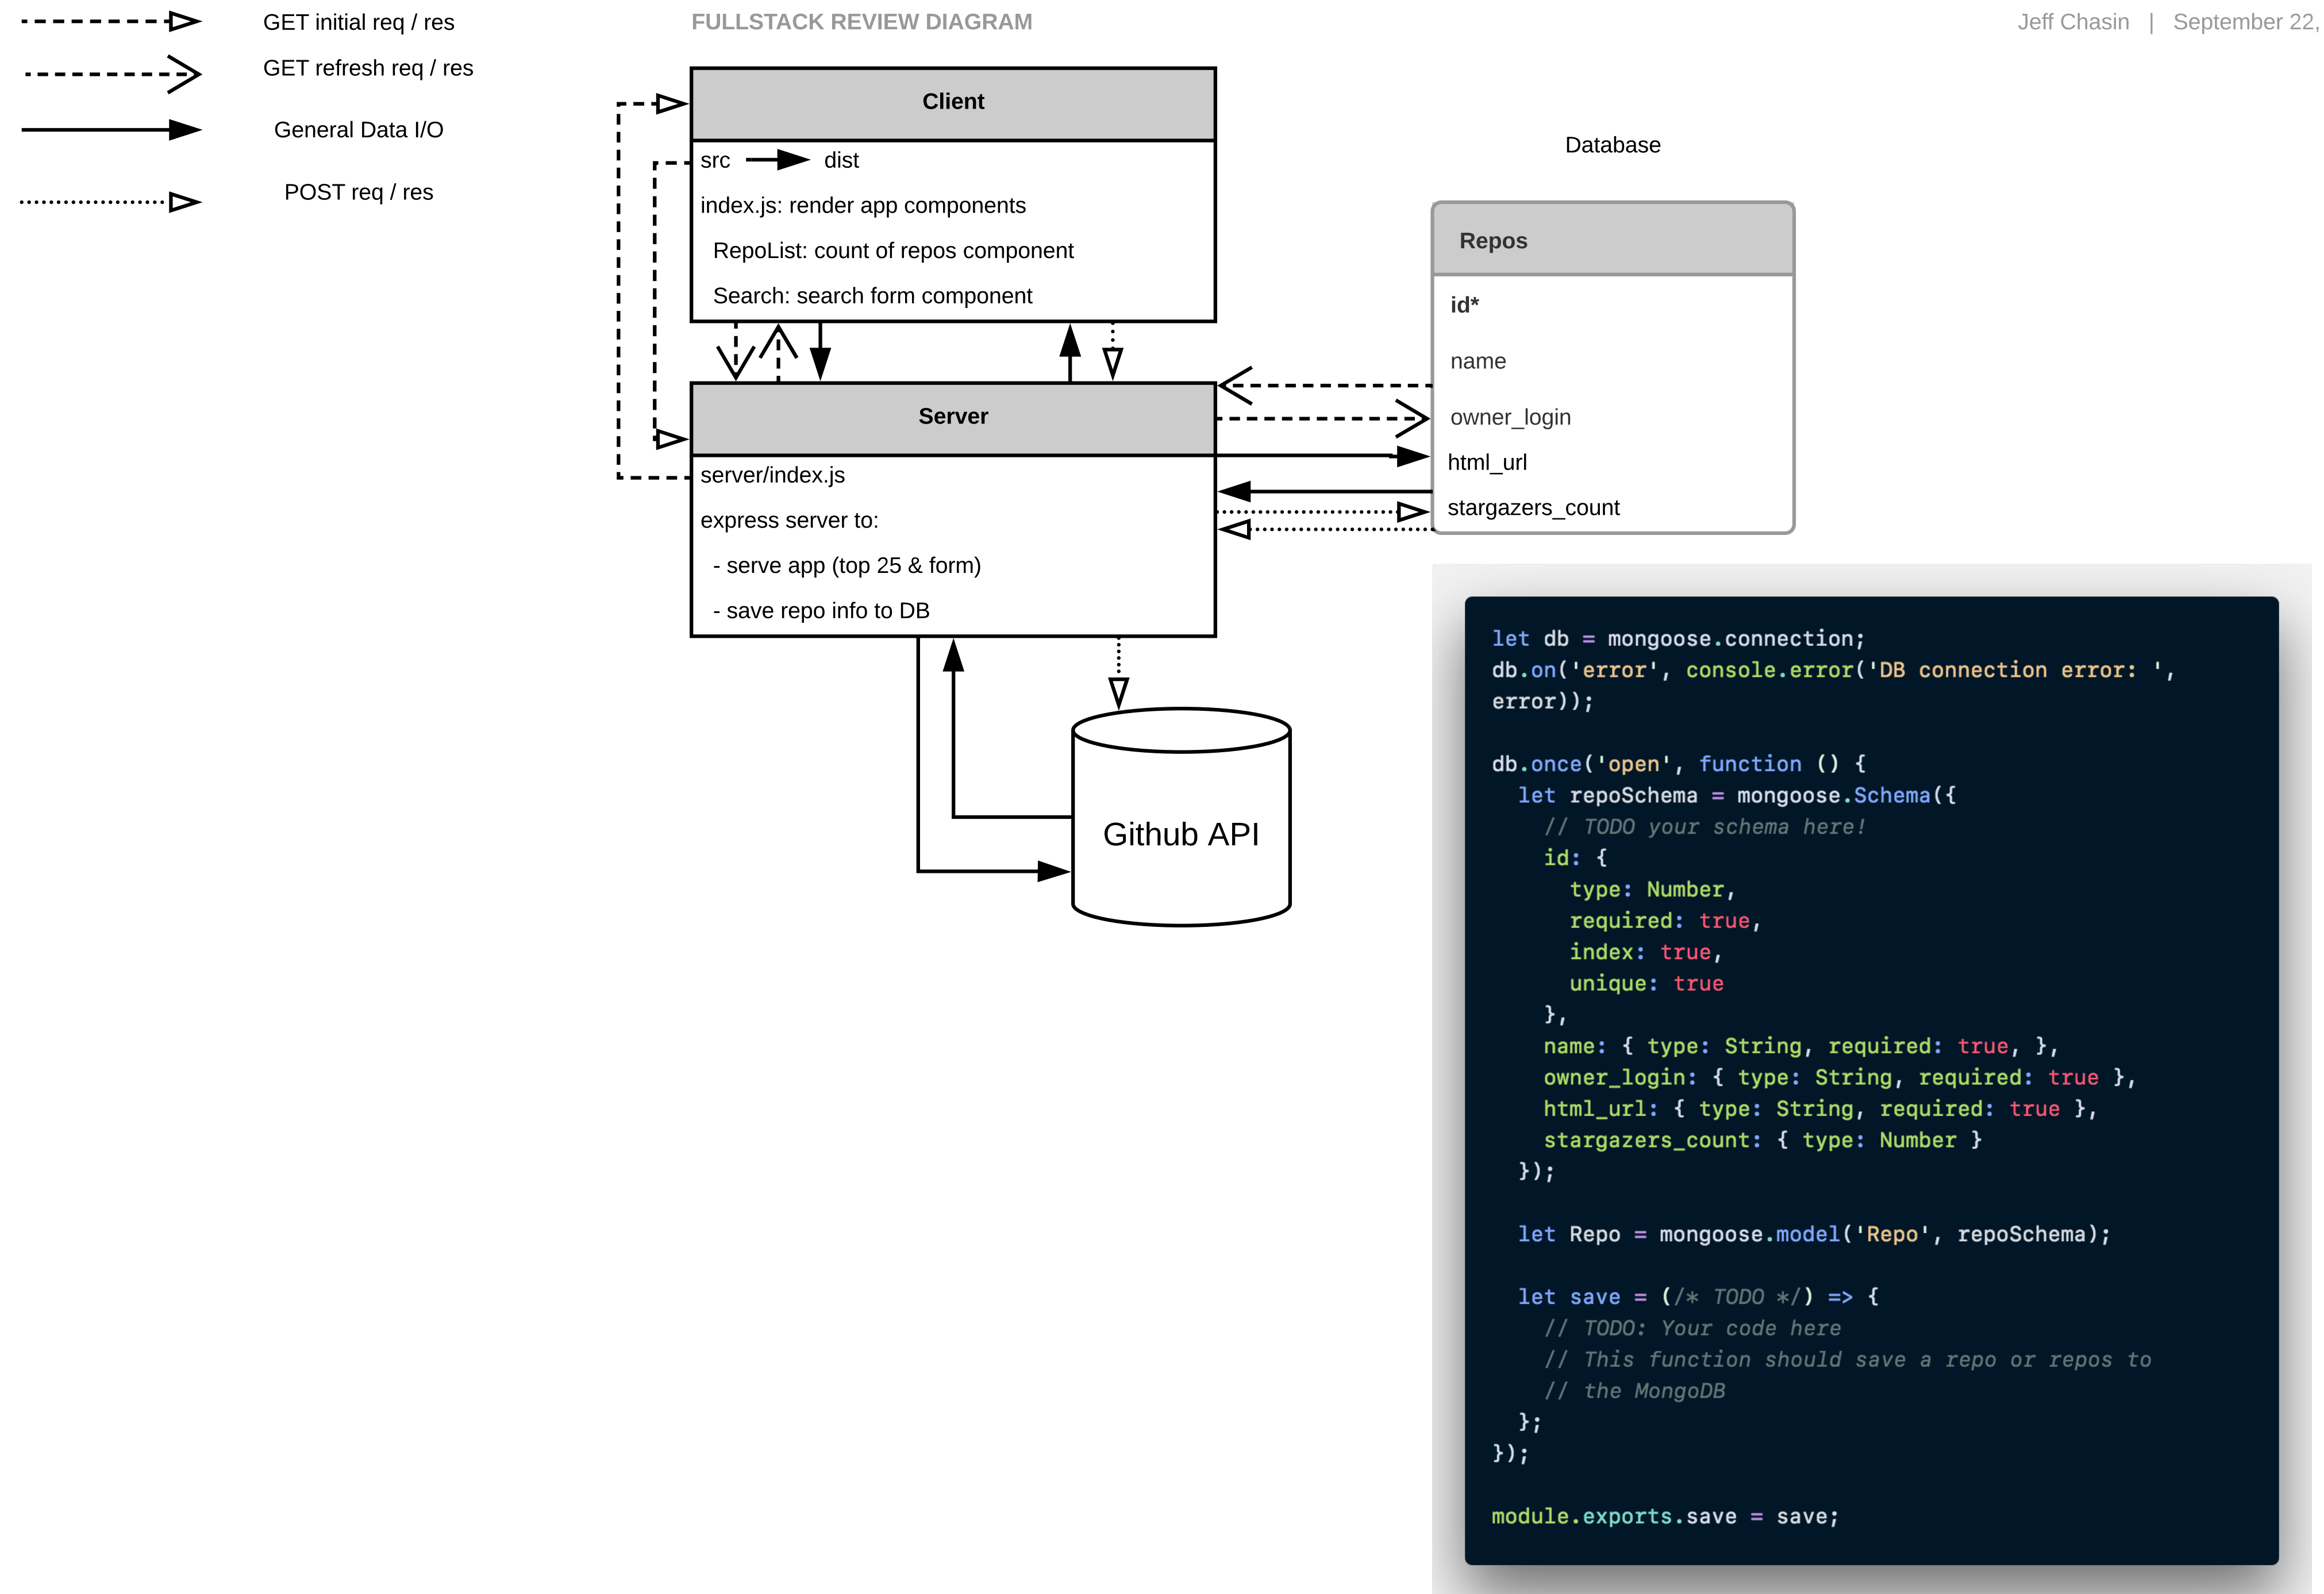 GET initial req / res
GET refresh req / res
General Data I/O
POST req / res
FULLSTACK REVIEW DIAGRAM
Jeff Chasin | September 22,
Client
src dist
index.js: render app components
RepoList: count of repos component
Search: search form component
Server
server/index.js
express server to:
- serve app (top 25 & form)
- save repo info to DB
Github API
Database
Repos
id*
name
owner_login
html_url
stargazers_count
let db = mongoose.connection;
db.on('error', console.error('DB connection error: ',
error));
db.once('open', function () {
  let repoSchema = mongoose.Schema({
    // TODO your schema here!
    id: {
      type: Number,
      required: true,
      index: true,
      unique: true
    },
    name: { type: String, required: true, },
    owner_login: { type: String, required: true },
    html_url: { type: String, required: true },
    stargazers_count: { type: Number }
  });
  let Repo = mongoose.model('Repo', repoSchema);
  let save = (/* TODO */) => {
    // TODO: Your code here
    // This function should save a repo or repos to
    // the MongoDB
  };
});
module.exports.save = save;